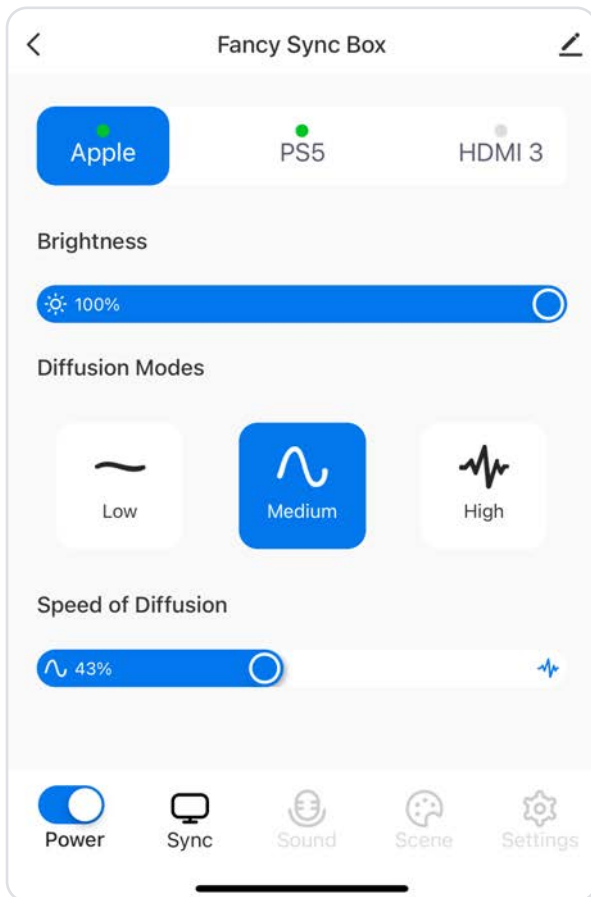 Fancy Sync Box
Apple PS5 HDMI 3
Brightness
100%
Diffusion Modes
Low Medium High
Speed of Diffusion
43%
Power Sync Sound Scene Settings